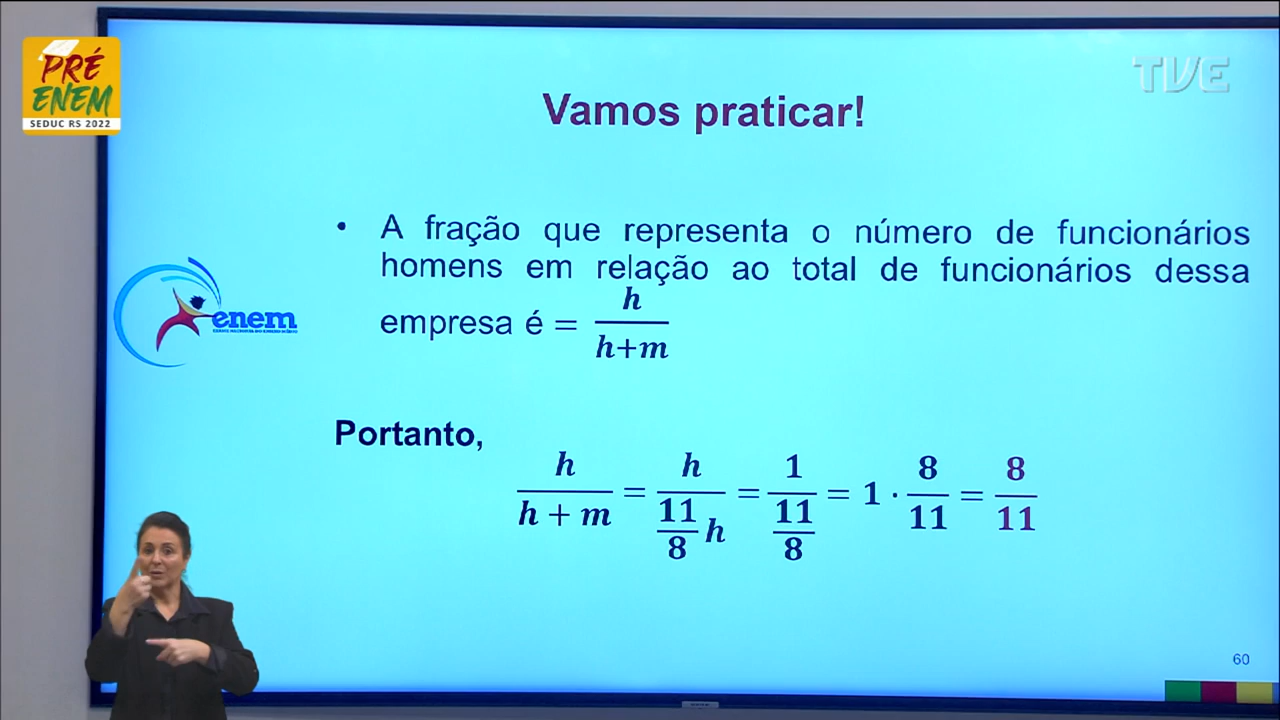 PRÉ
ENEM
SEDUC RS 2022
TVE
Vamos praticar!
• A fração que representa o número de funcionários
homens em relação ao total de funcionários dessa
empresa é = h/(h+m)
enem
Portanto,
h/(h + m) = h/((11/8)h) = 1/(11/8) = 1 · 8/11 = 8/11
60